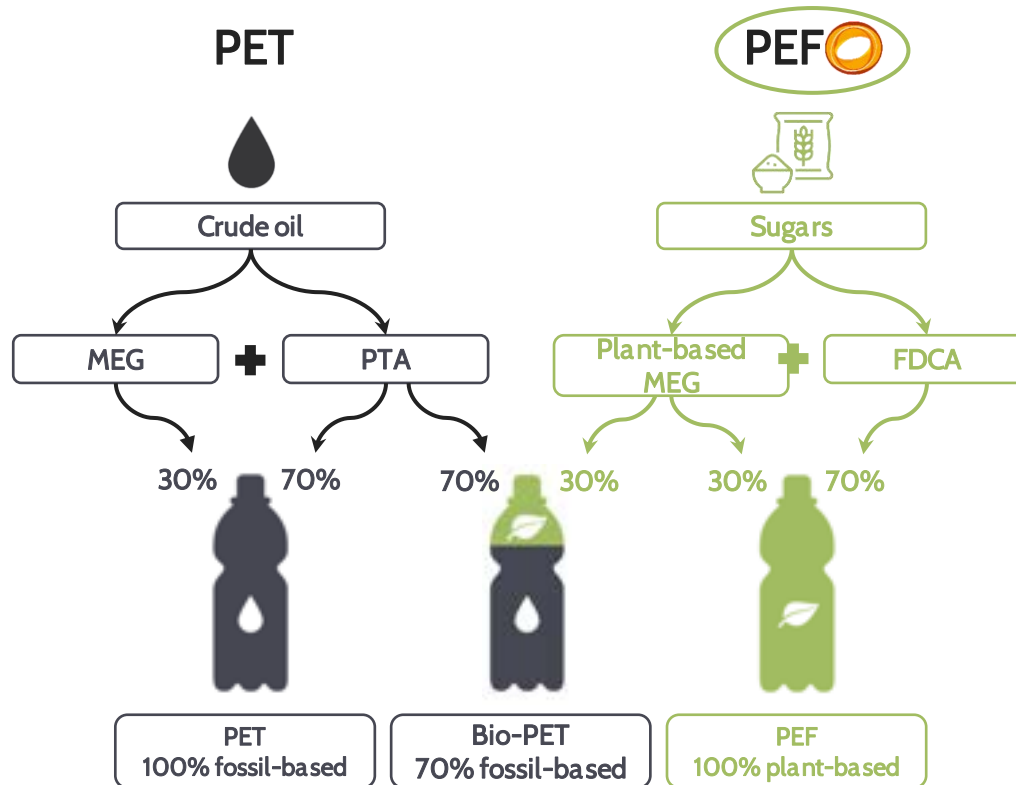 PET
PEF
Crude oil
Sugars
MEG
PTA
Plant-based
MEG
FDCA
30%
70%
70%
30%
30%
70%
PET
100% fossil-based
Bio-PET
70% fossil-based
PEF
100% plant-based